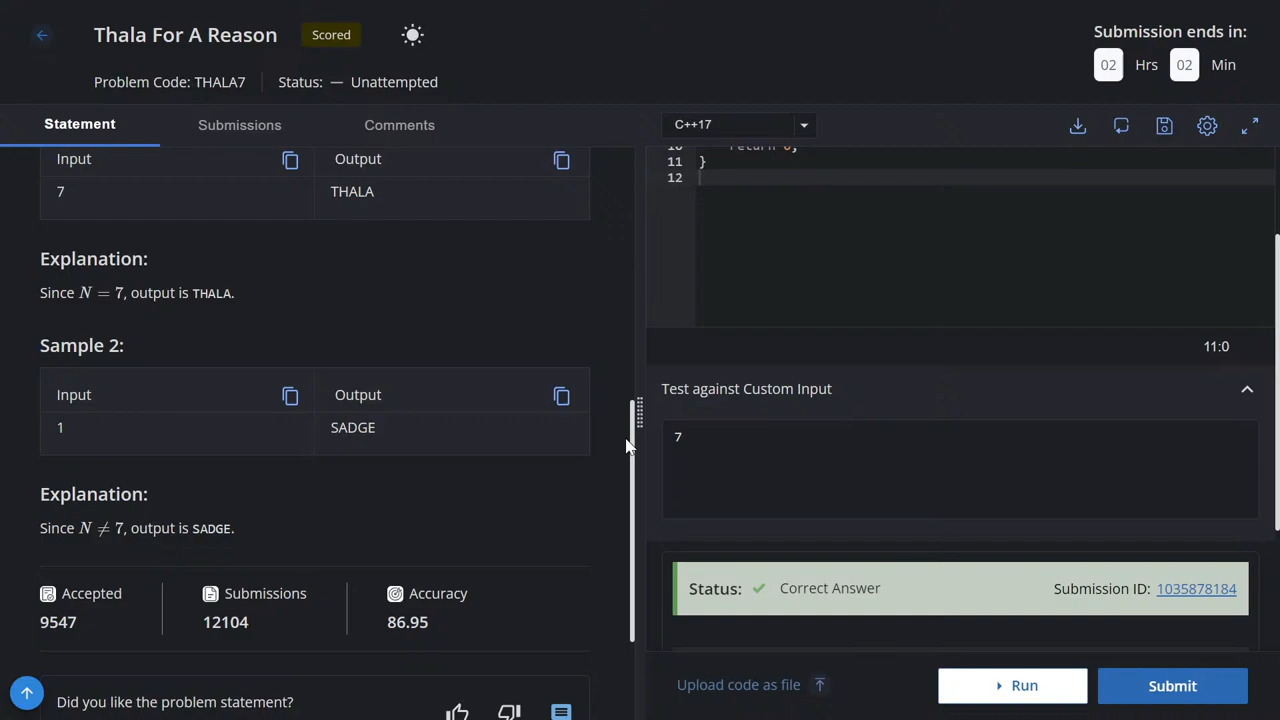 Thala For A Reason
Scored
Submission ends in:
02 Hrs 02 Min
Problem Code: THALA7
Status: — Unattempted
Statement
Submissions
Comments
C++17
Input
Output
7
THALA
Explanation:
Since N = 7, output is THALA.
Sample 2:
Input
Output
1
SADGE
Explanation:
Since N ≠ 7, output is SADGE.
Accepted
9547
Submissions
12104
Accuracy
86.95
Did you like the problem statement?
10 return 0;
11 }
12
11:0
Test against Custom Input
7
Status: ✓ Correct Answer
Submission ID: 1035878184
Upload code as file
Run
Submit